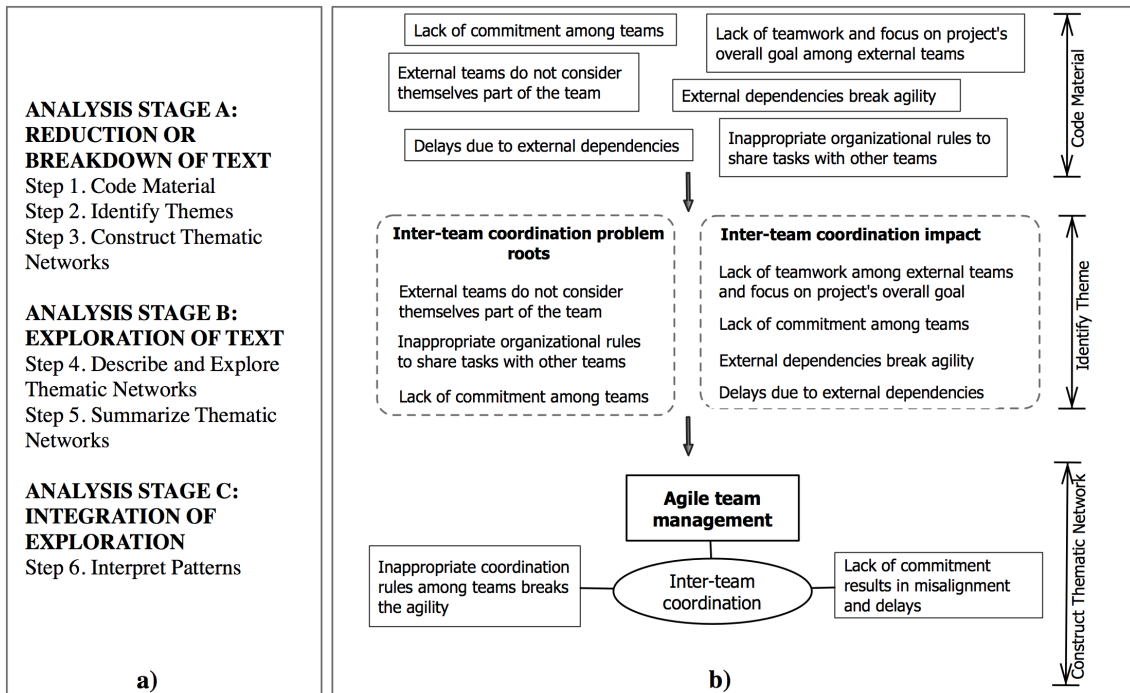 ANALYSIS STAGE A:
REDUCTION OR
BREAKDOWN OF TEXT
Step 1. Code Material
Step 2. Identify Themes
Step 3. Construct Thematic
Networks
ANALYSIS STAGE B:
EXPLORATION OF TEXT
Step 4. Describe and Explore
Thematic Networks
Step 5. Summarize Thematic
Networks
ANALYSIS STAGE C:
INTEGRATION OF
EXPLORATION
Step 6. Interpret Patterns
a)
Lack of commitment among teams
Lack of teamwork and focus on project's
overall goal among external teams
External teams do not consider
themselves part of the team
External dependencies break agility
Delays due to external dependencies
Inappropriate organizational rules to
share tasks with other teams
Code Material
Inter-team coordination problem
roots
External teams do not consider
themselves part of the team
Inappropriate organizational rules
to share tasks with other teams
Lack of commitment among teams
Inter-team coordination impact
Lack of teamwork among external teams
and focus on project's overall goal
Lack of commitment among teams
External dependencies break agility
Delays due to external dependencies
Identify Theme
Agile team
management
Inappropriate coordination
rules among teams breaks
the agility
Inter-team
coordination
Lack of commitment
results in misalignment
and delays
Construct Thematic Network
b)